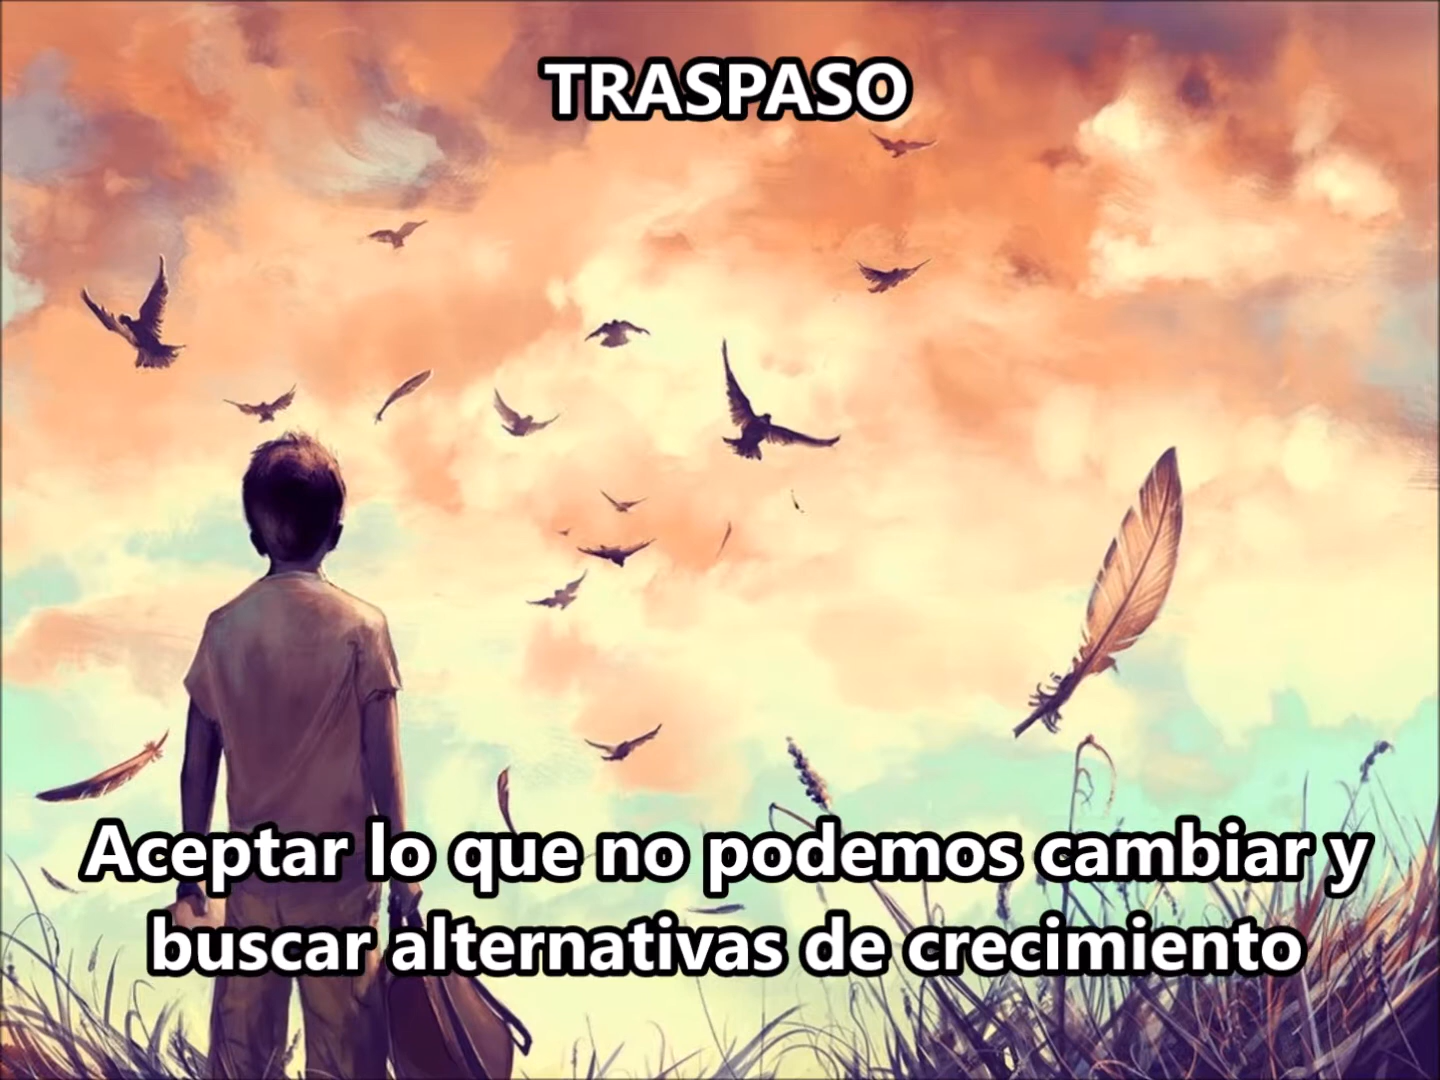 TRASPASO
Aceptar lo que no podemos cambiar y
buscar alternativas de crecimiento